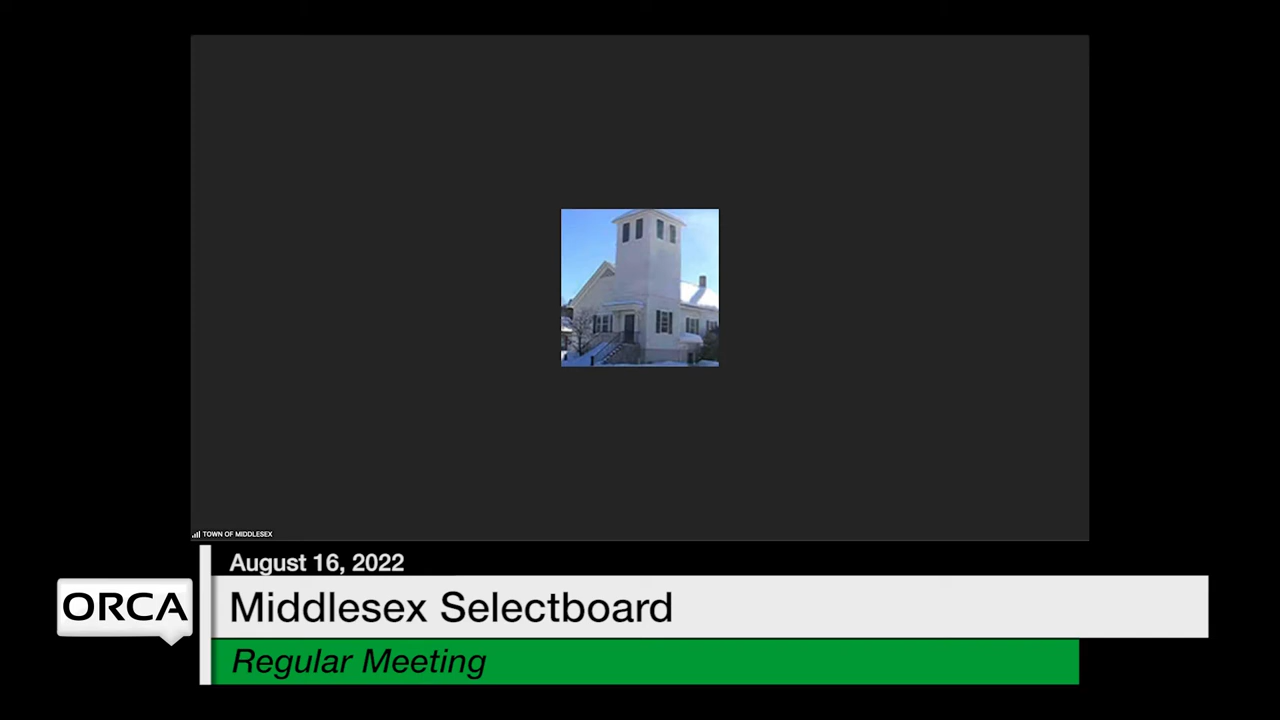 TOWN OF MIDDLESEX
August 16, 2022
ORCA
Middlesex Selectboard
Regular Meeting